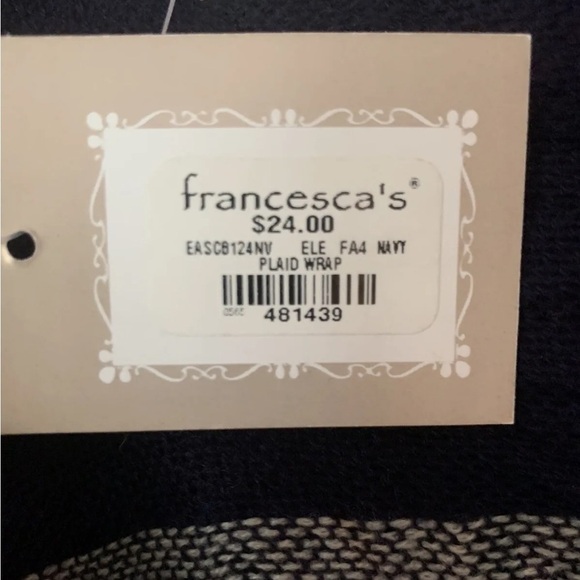 francesca's®
$24.00
EASCB124NV ELE FA4 NAVY
PLAID WRAP
481439